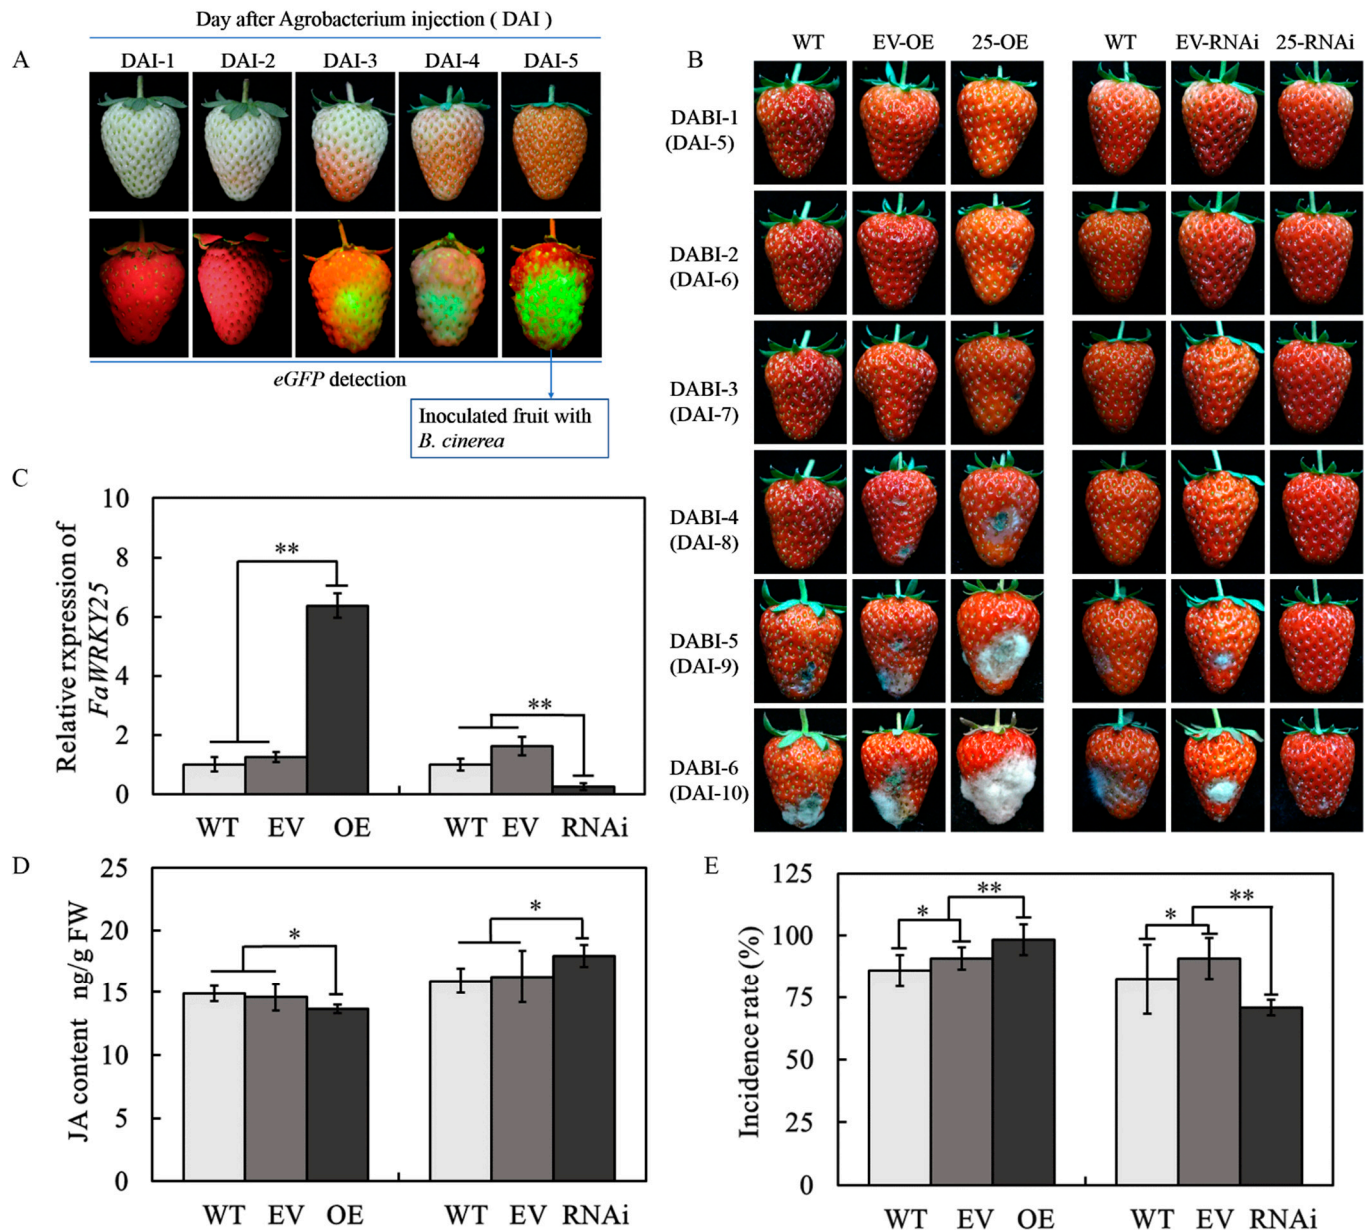 Day after Agrobacterium injection ( DAI )
A
DAI-1 DAI-2 DAI-3 DAI-4 DAI-5
eGFP detection
Inoculated fruit with
B. cinerea
B
WT EV-OE 25-OE WT EV-RNAi 25-RNAi
DABI-1
(DAI-5)
DABI-2
(DAI-6)
DABI-3
(DAI-7)
DABI-4
(DAI-8)
DABI-5
(DAI-9)
DABI-6
(DAI-10)
C
Relative rxpression of
FaWRKY25
10
8
6
4
2
0
**
**
WT EV OE WT EV RNAi
D
JA content ng/g FW
25
20
15
10
5
0
*
*
WT EV OE WT EV RNAi
E
Incidence rate (%)
125
100
75
50
25
0
* **
* **
WT EV OE WT EV RNAi